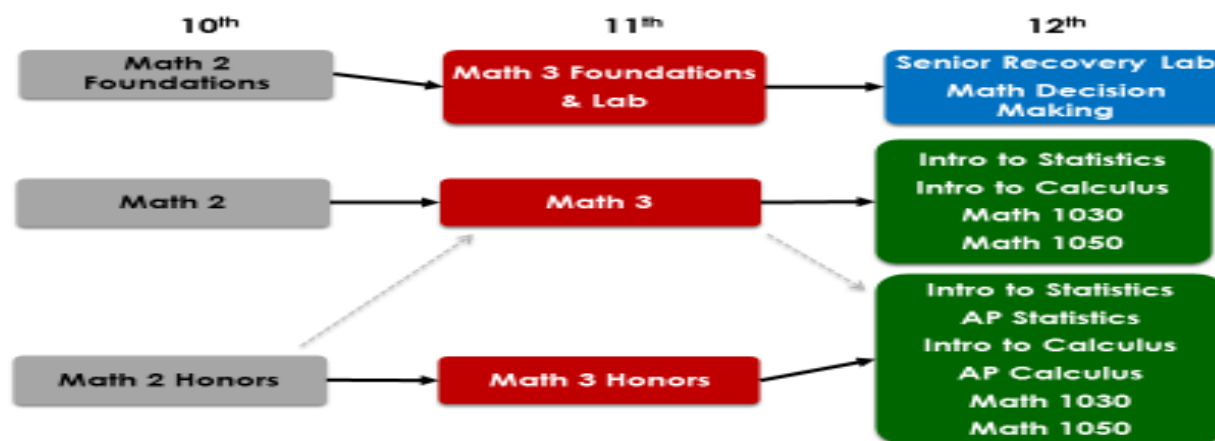 10th
11th
12th
Math 2
Foundations
Math 3 Foundations
& Lab
Senior Recovery Lab
Math Decision
Making
Math 2
Math 3
Intro to Statistics
Intro to Calculus
Math 1030
Math 1050
Math 2 Honors
Math 3 Honors
Intro to Statistics
AP Statistics
Intro to Calculus
AP Calculus
Math 1030
Math 1050